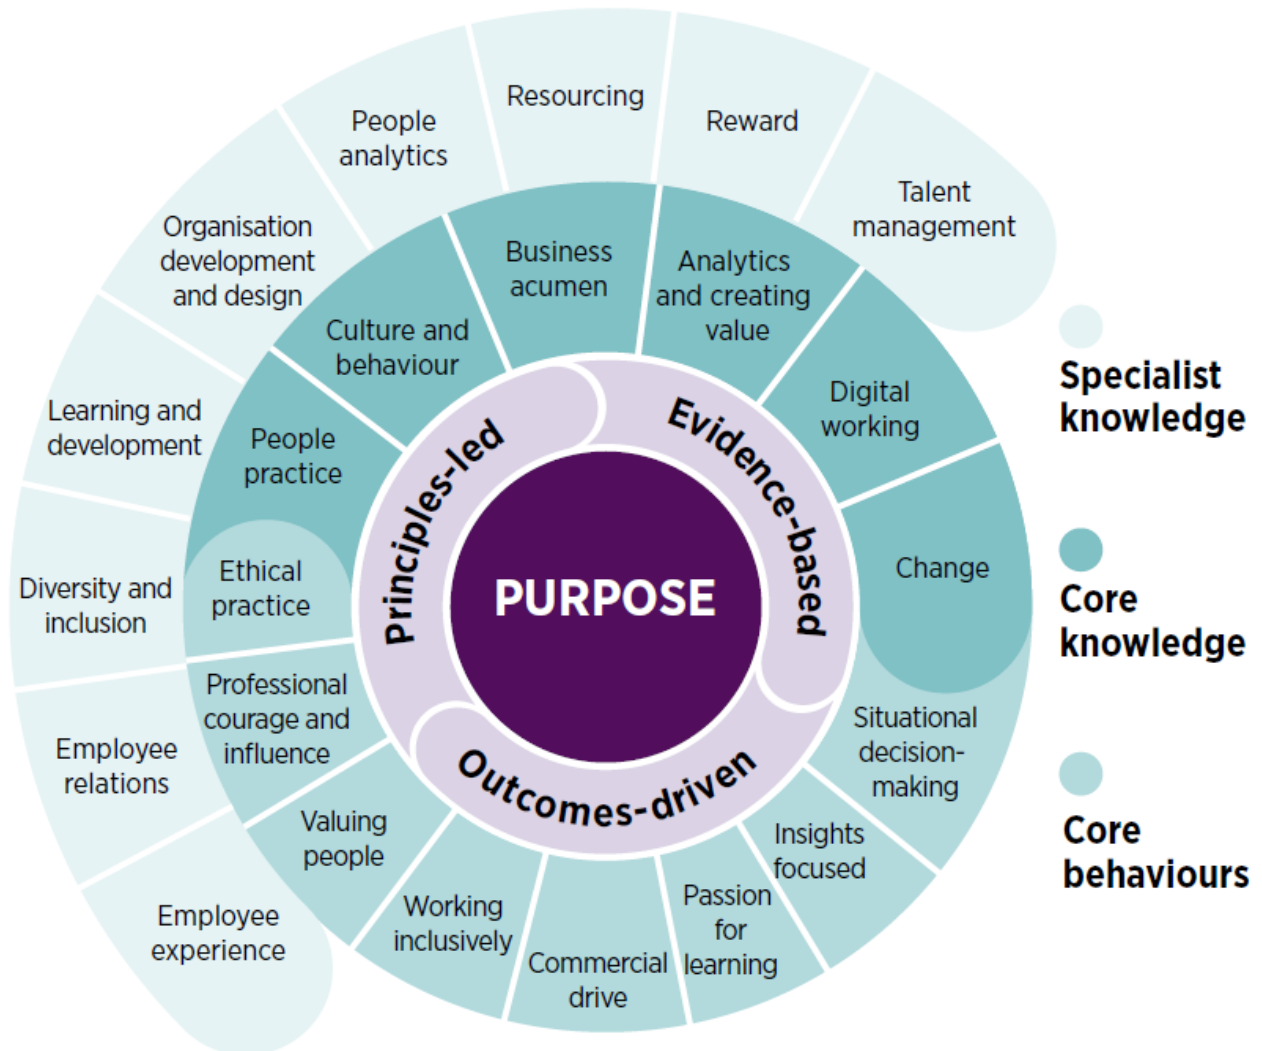 Resourcing
People
analytics
Reward
Talent
management
Organisation
development
and design
Learning and
development
Diversity and
inclusion
Employee
relations
Employee
experience
Business
acumen
Analytics
and creating
value
Culture and
behaviour
Digital
working
People
practice
Change
Ethical
practice
Professional
courage and
influence
Valuing
people
Working
inclusively
Commercial
drive
Passion
for
learning
Insights
focused
Situational
decision-
making
Principles-led
Evidence-based
Outcomes-driven
PURPOSE
Specialist
knowledge
Core
knowledge
Core
behaviours